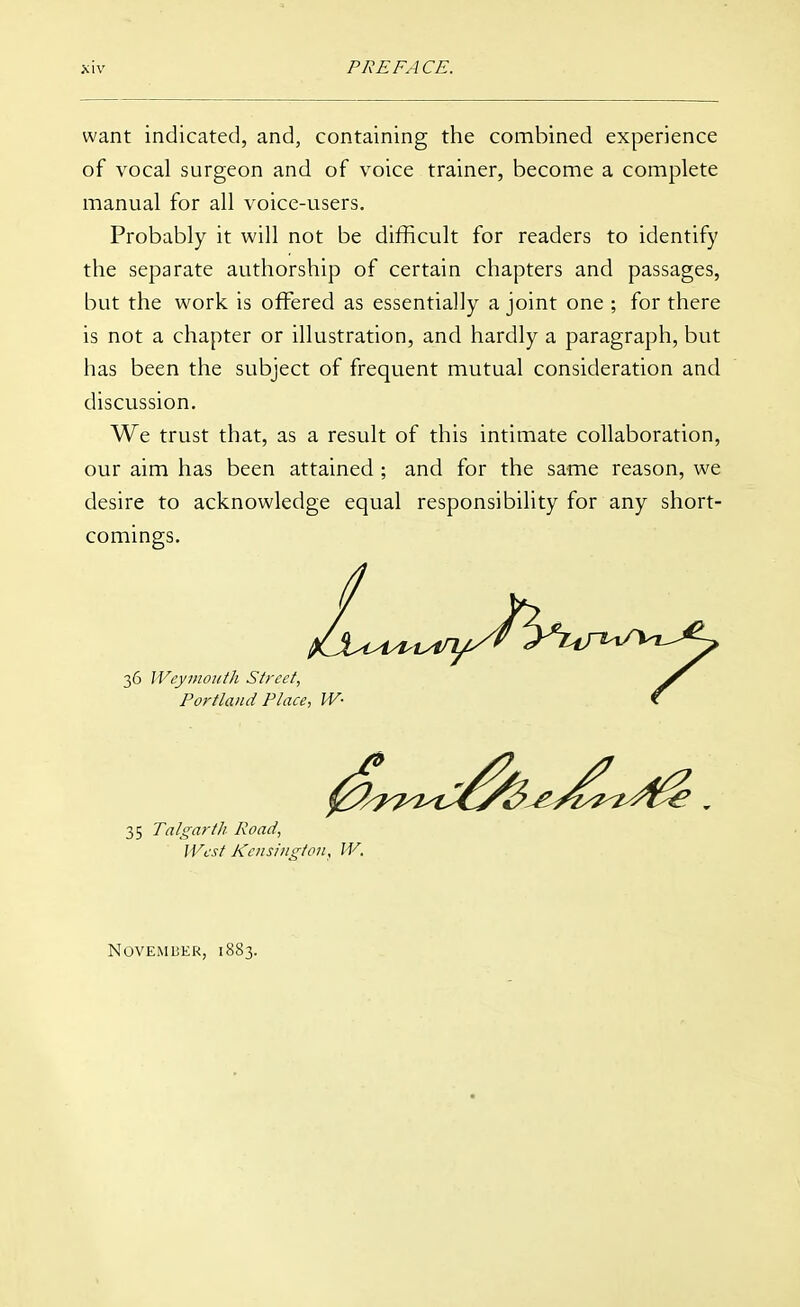 xiv PREFACE.
want indicated, and, containing the combined experience
of vocal surgeon and of voice trainer, become a complete
manual for all voice-users.
Probably it will not be difficult for readers to identify
the separate authorship of certain chapters and passages,
but the work is offered as essentially a joint one ; for there
is not a chapter or illustration, and hardly a paragraph, but
has been the subject of frequent mutual consideration and
discussion.
We trust that, as a result of this intimate collaboration,
our aim has been attained ; and for the same reason, we
desire to acknowledge equal responsibility for any short-
comings.
Lennox Browne
36 Weymouth Street,
Portland Place, W.
Emil Behnke.
35 Talgarth Road,
West Kensington, W.
NOVEMBER, 1883.